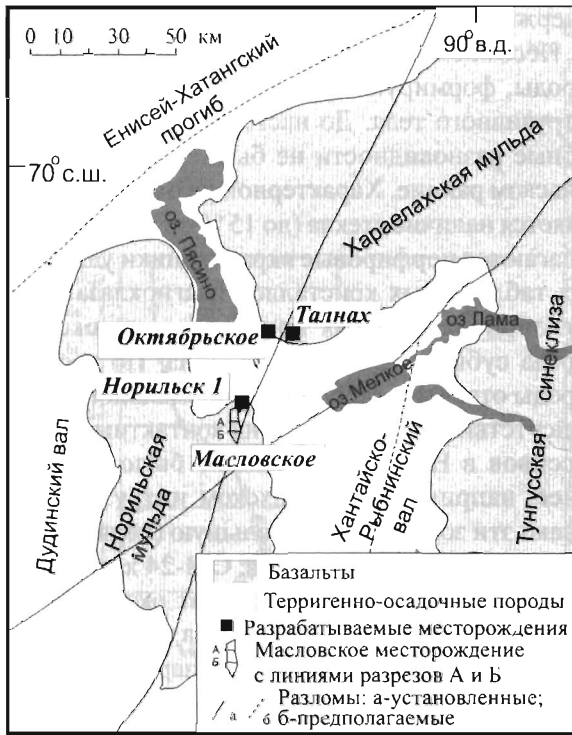 0 10 30 50 км
90° в.д.
Енисей-Хатангский
прогиб
70° с.ш.
Хараелахская мульда
оз. Пясино
Талнах
Октябрьское
оз. Лама
оз. Мелкое
синеклиза
Тунгусская
Норильск 1
А
Б
Масловское
Хантайско-
Рыбнинский
вал
Дудинский вал
Норильская
мульда
Базальты
Терригенно-осадочные породы
Разрабатываемые месторождения
А
Б
Масловское месторождение
с линиями разрезов А и Б
а б Разломы: а-установленные;
б-предполагаемые